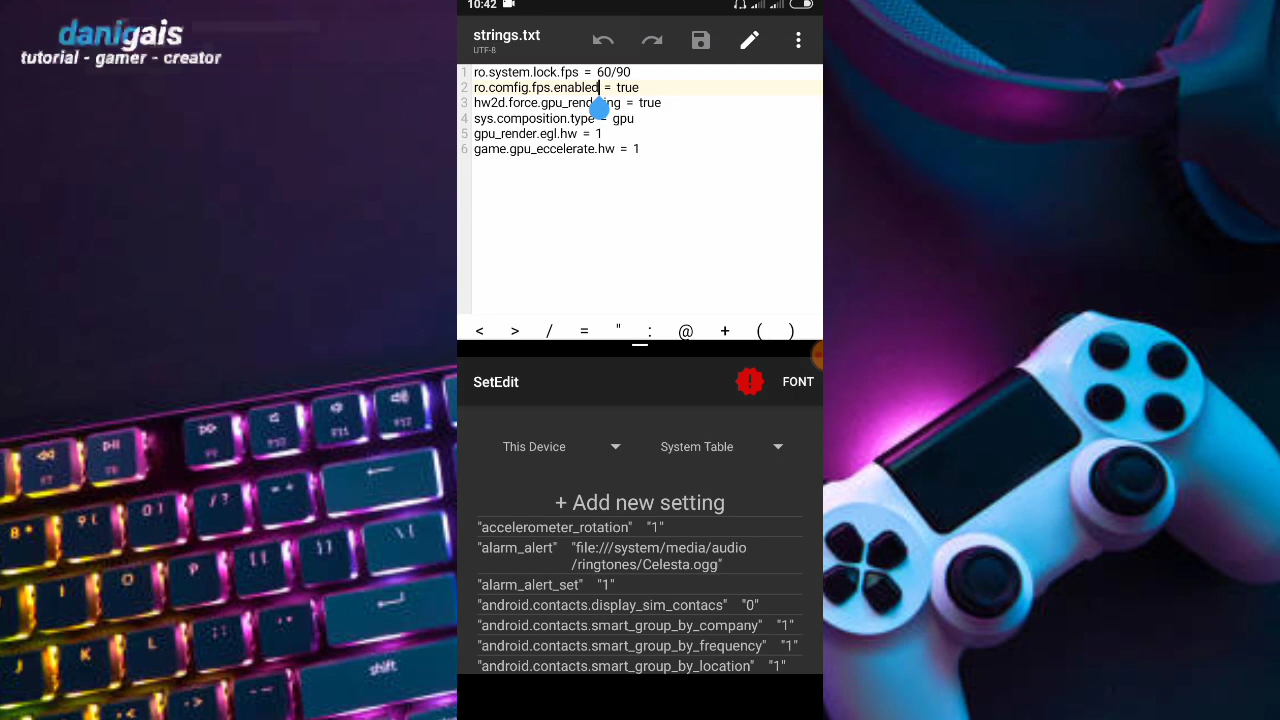 danigais
tutorial - gamer - creator
10:42
strings.txt
UTF-8
1 ro.system.lock.fps = 60/90
2 ro.comfig.fps.enabled = true
3 hw2d.force.gpu_rendering = true
4 sys.composition.type = gpu
5 gpu_render.egl.hw = 1
6 game.gpu_eccelerate.hw = 1
< > / = " : @ + ( )
SetEdit
FONT
This Device
System Table
+ Add new setting
"accelerometer_rotation" "1"
"alarm_alert" "file:///system/media/audio
/ringtones/Celesta.ogg"
"alarm_alert_set" "1"
"android.contacts.display_sim_contacs" "0"
"android.contacts.smart_group_by_company" "1"
"android.contacts.smart_group_by_frequency" "1"
"android.contacts.smart_group_by_location" "1"